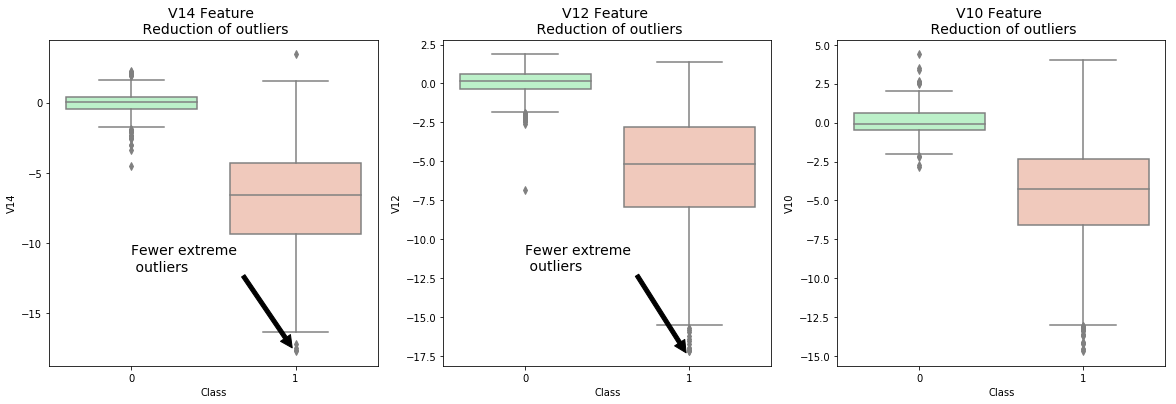 V14 Feature
Reduction of outliers
V14
0
−5
−10
−15
Fewer extreme
outliers
0
1
Class
V12 Feature
Reduction of outliers
V12
2.5
0.0
−2.5
−5.0
−7.5
−10.0
−12.5
−15.0
−17.5
Fewer extreme
outliers
0
1
Class
V10 Feature
Reduction of outliers
V10
5.0
2.5
0.0
−2.5
−5.0
−7.5
−10.0
−12.5
−15.0
0
1
Class